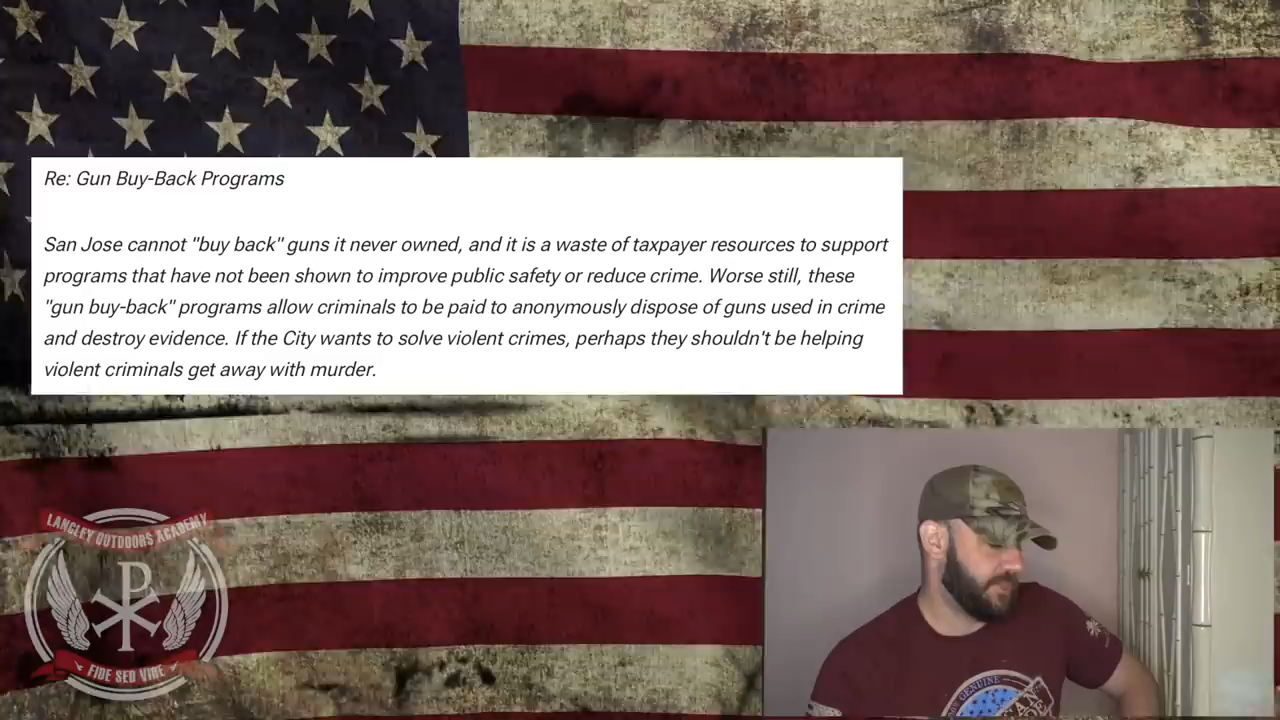 Re: Gun Buy-Back Programs
San Jose cannot "buy back" guns it never owned, and it is a waste of taxpayer resources to support
programs that have not been shown to improve public safety or reduce crime. Worse still, these
"gun buy-back" programs allow criminals to be paid to anonymously dispose of guns used in crime
and destroy evidence. If the City wants to solve violent crimes, perhaps they shouldn't be helping
violent criminals get away with murder.
LANGLEY OUTDOORS ACADEMY
FIDE SED VIRE
GENUINE